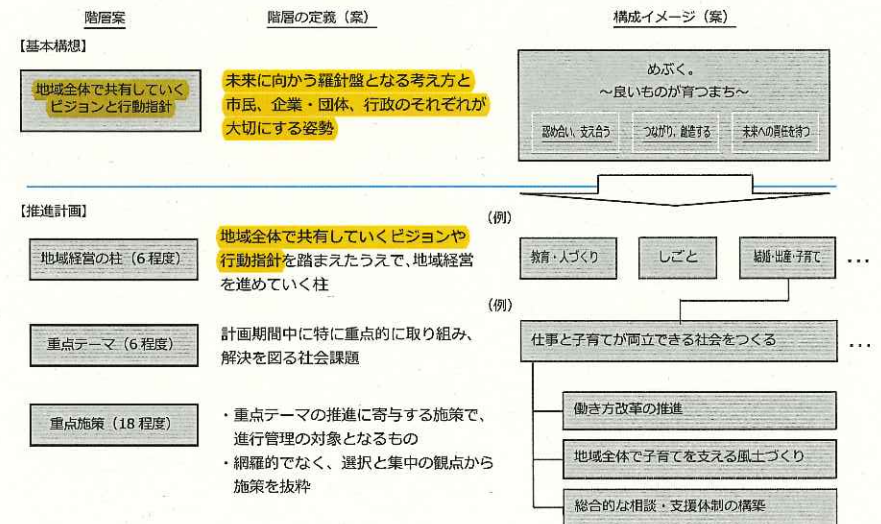 階層案
階層の定義（案）
構成イメージ（案）
【基本構想】
地域全体で共有していく
ビジョンと行動指針
未来に向かう羅針盤となる考え方と
市民、企業・団体、行政のそれぞれが
大切にする姿勢
めぶく。
～良いものが育つまち～
認め合い、支え合う
つながり、創造する
未来への責任を持つ
【推進計画】
地域経営の柱（6程度）
地域全体で共有していくビジョンや
行動指針を踏まえたうえで、地域経営
を進めていく柱
（例）
教育・人づくり
しごと
結婚・出産・子育て
…
重点テーマ（6程度）
計画期間中に特に重点的に取り組み、
解決を図る社会課題
（例）
仕事と子育てが両立できる社会をつくる
…
重点施策（18程度）
・重点テーマの推進に寄与する施策で、
進行管理の対象となるもの
・網羅的でなく、選択と集中の観点から
施策を抜粋
働き方改革の推進
地域全体で子育てを支える風土づくり
総合的な相談・支援体制の構築